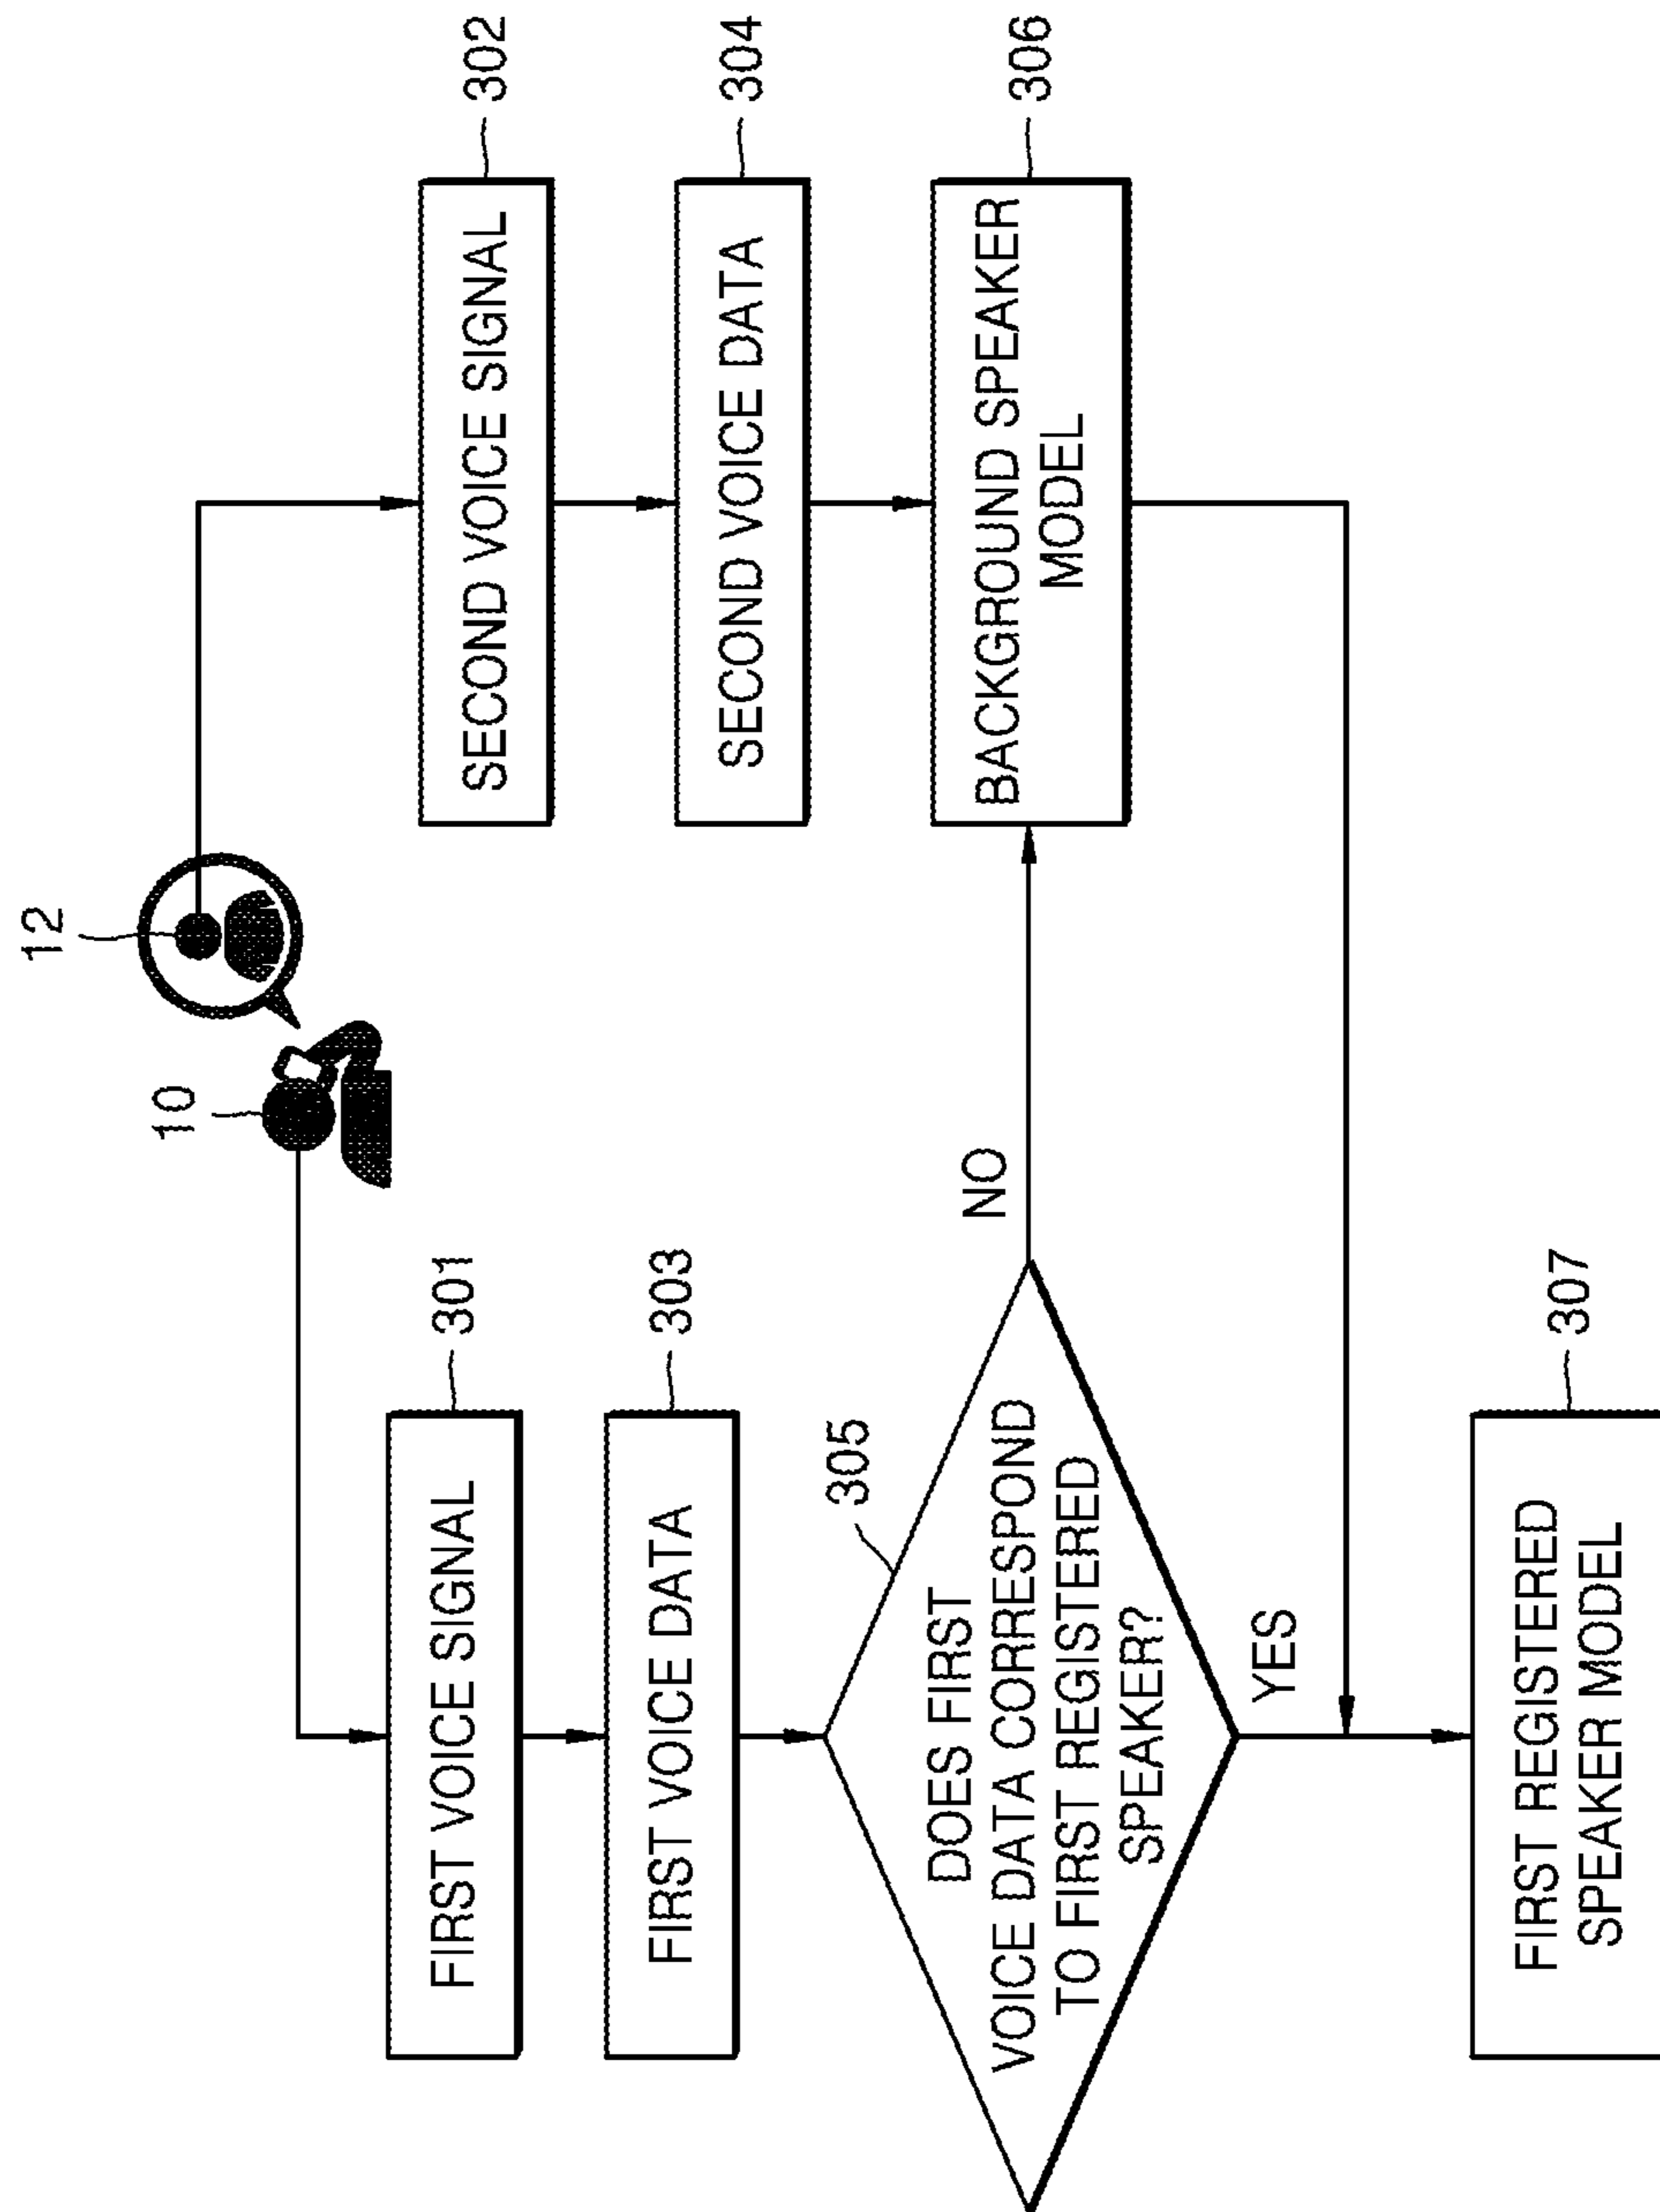 12
10
FIRST VOICE SIGNAL
301
SECOND VOICE SIGNAL
302
FIRST VOICE DATA
303
SECOND VOICE DATA
304
305
DOES FIRST
VOICE DATA CORRESPOND
TO FIRST REGISTERED
SPEAKER?
NO
BACKGROUND SPEAKER
MODEL
306
YES
FIRST REGISTERED
SPEAKER MODEL
307